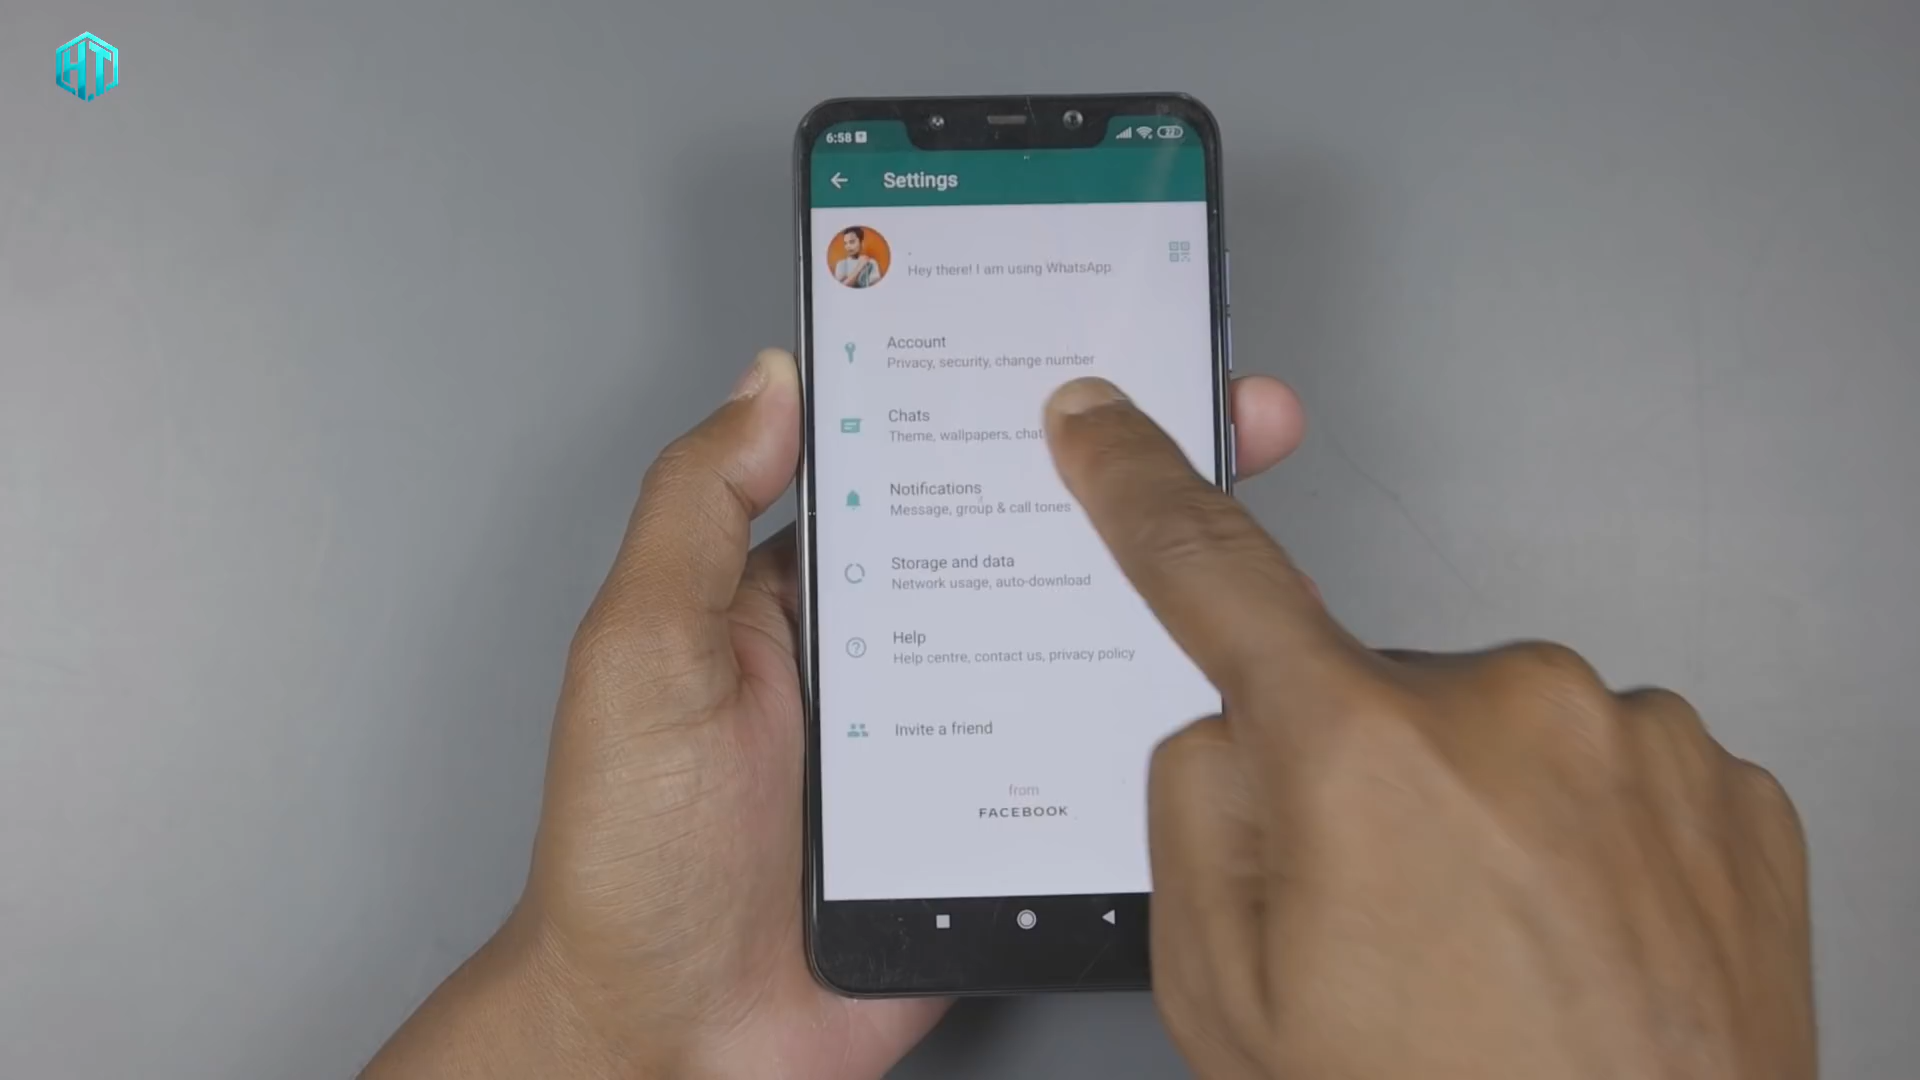 HT
6:58
22
Settings
.
Hey there! I am using WhatsApp.
Account
Privacy, security, change number
Chats
Theme, wallpapers, chat
Notifications
Message, group & call tones
Storage and data
Network usage, auto-download
Help
Help centre, contact us, privacy policy
Invite a friend
from
FACEBOOK